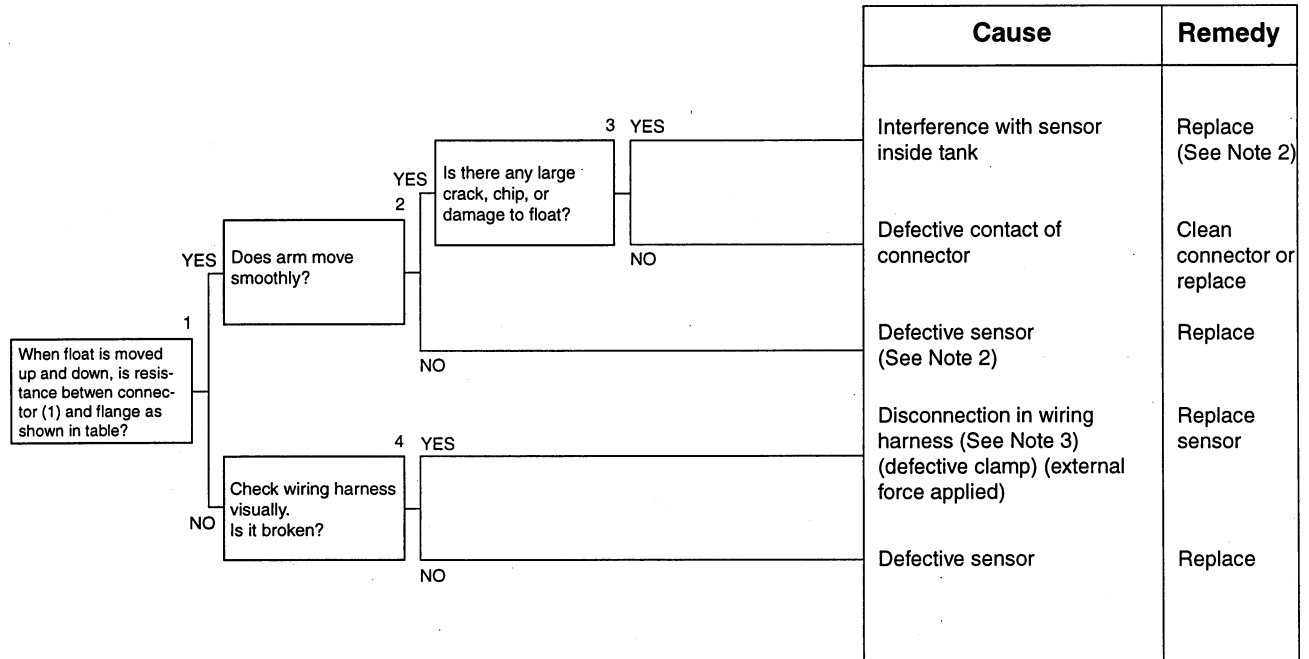 Cause
Remedy
3 YES
Interference with sensor
inside tank
Replace
(See Note 2)
YES
2
Is there any large
crack, chip, or
damage to float?
NO
Defective contact of
connector
Clean
connector or
replace
YES
Does arm move
smoothly?
1
NO
Defective sensor
(See Note 2)
Replace
When float is moved
up and down, is resis-
tance betwen connec-
tor (1) and flange as
shown in table?
4 YES
Disconnection in wiring
harness (See Note 3)
(defective clamp) (external
force applied)
Replace
sensor
NO
Check wiring harness
visually.
Is it broken?
NO
Defective sensor
Replace